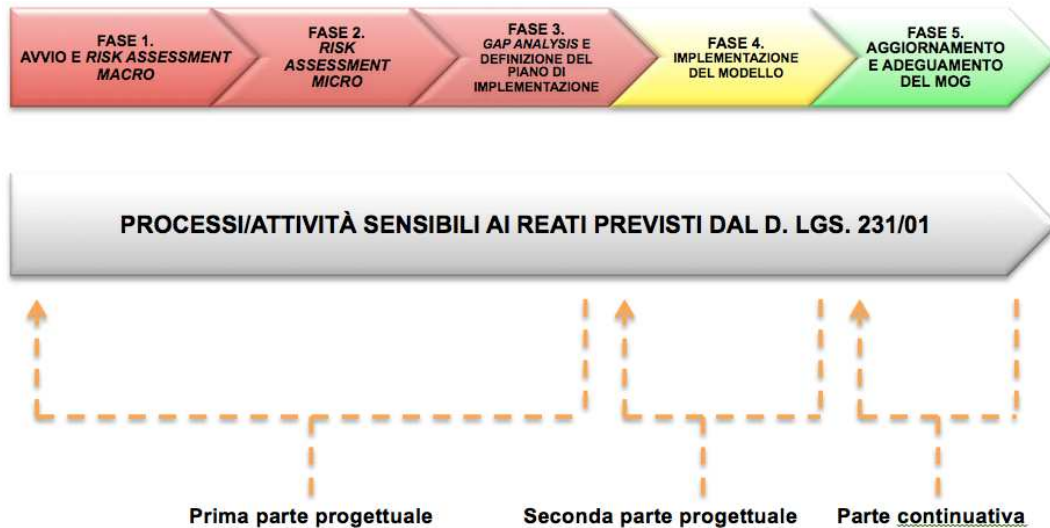 FASE 1.
AVVIO E RISK ASSESSMENT
MACRO
FASE 2.
RISK
ASSESSMENT
MICRO
FASE 3.
GAP ANALYSIS E
DEFINIZIONE DEL
PIANO DI
IMPLEMENTAZIONE
FASE 4.
IMPLEMENTAZIONE
DEL MODELLO
FASE 5.
AGGIORNAMENTO
E ADEGUAMENTO
DEL MOG
PROCESSI/ATTIVITÀ SENSIBILI AI REATI PREVISTI DAL D. LGS. 231/01
Prima parte progettuale
Seconda parte progettuale
Parte continuativa